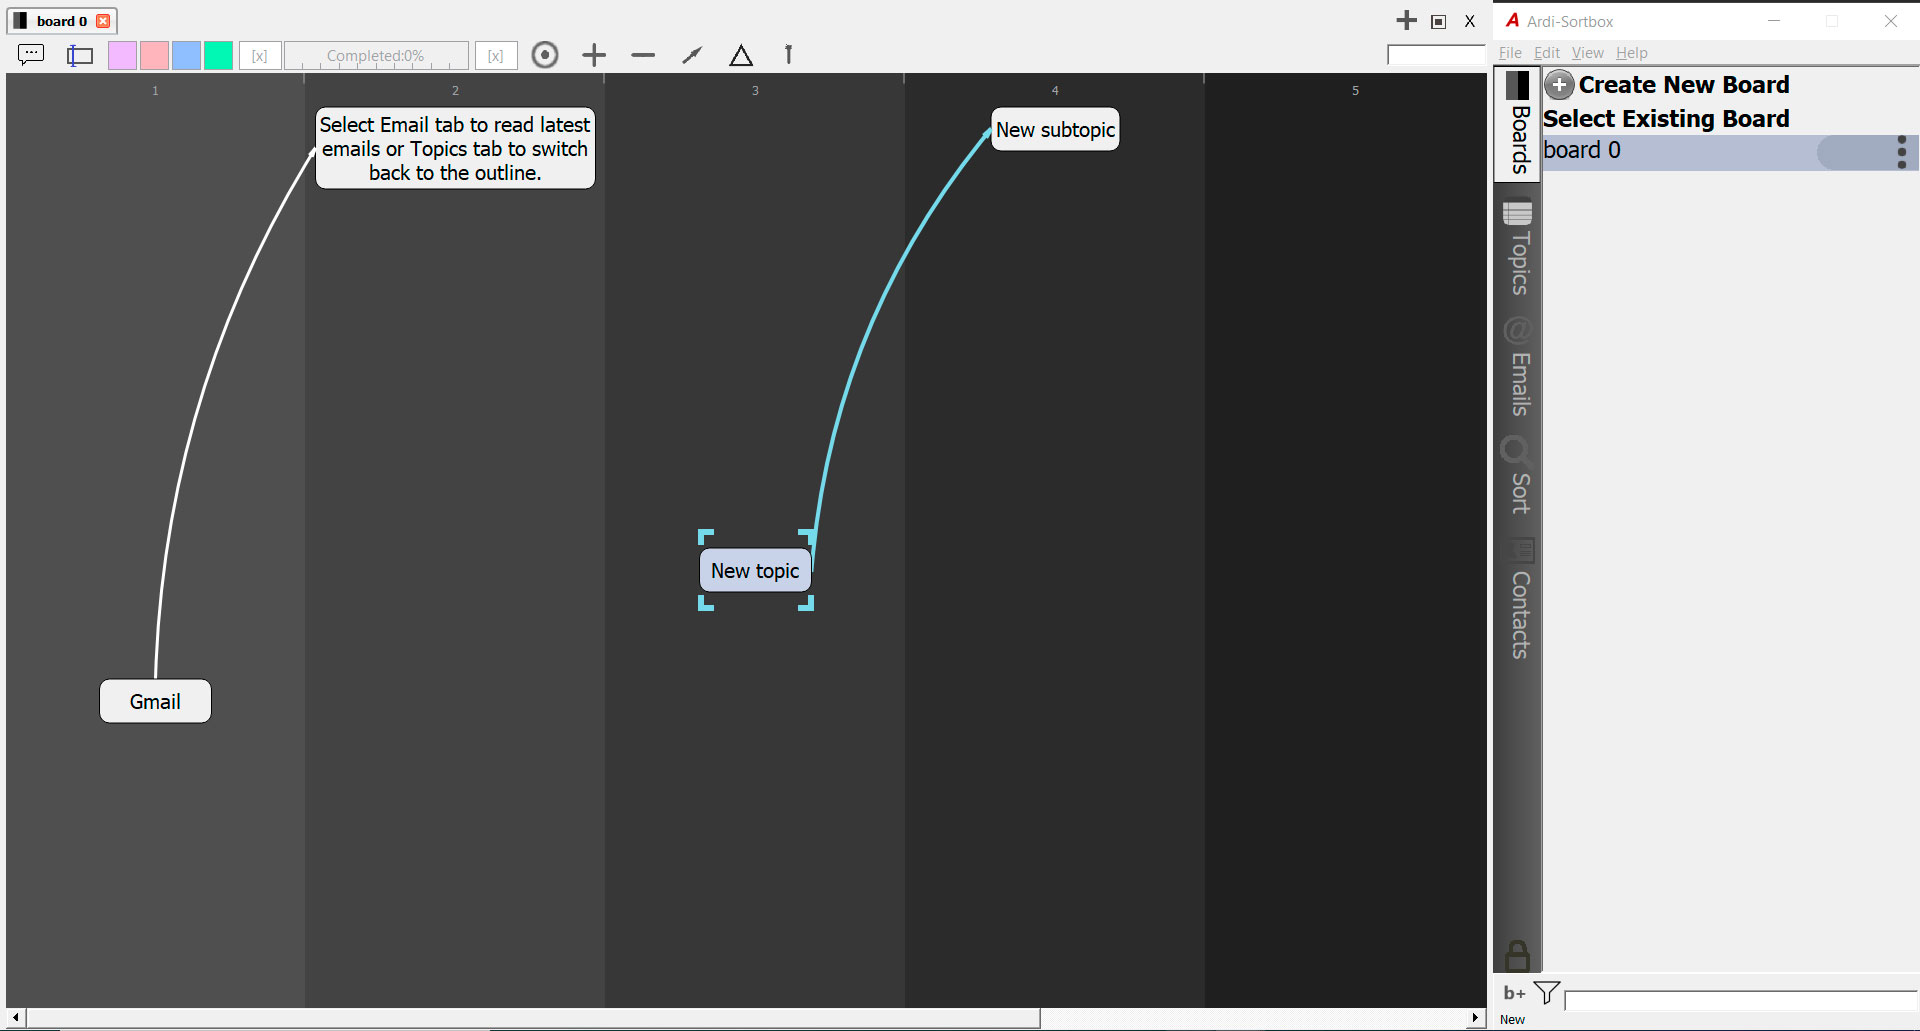 board 0
X
[x]
Completed:0%
[x]
1
2
3
4
5
Select Email tab to read latest
emails or Topics tab to switch
back to the outline.
New subtopic
New topic
Gmail
A Ardi-Sortbox
File Edit View Help
Boards
Topics
@
Emails
Sort
Contacts
Create New Board
Select Existing Board
board 0
b+
New